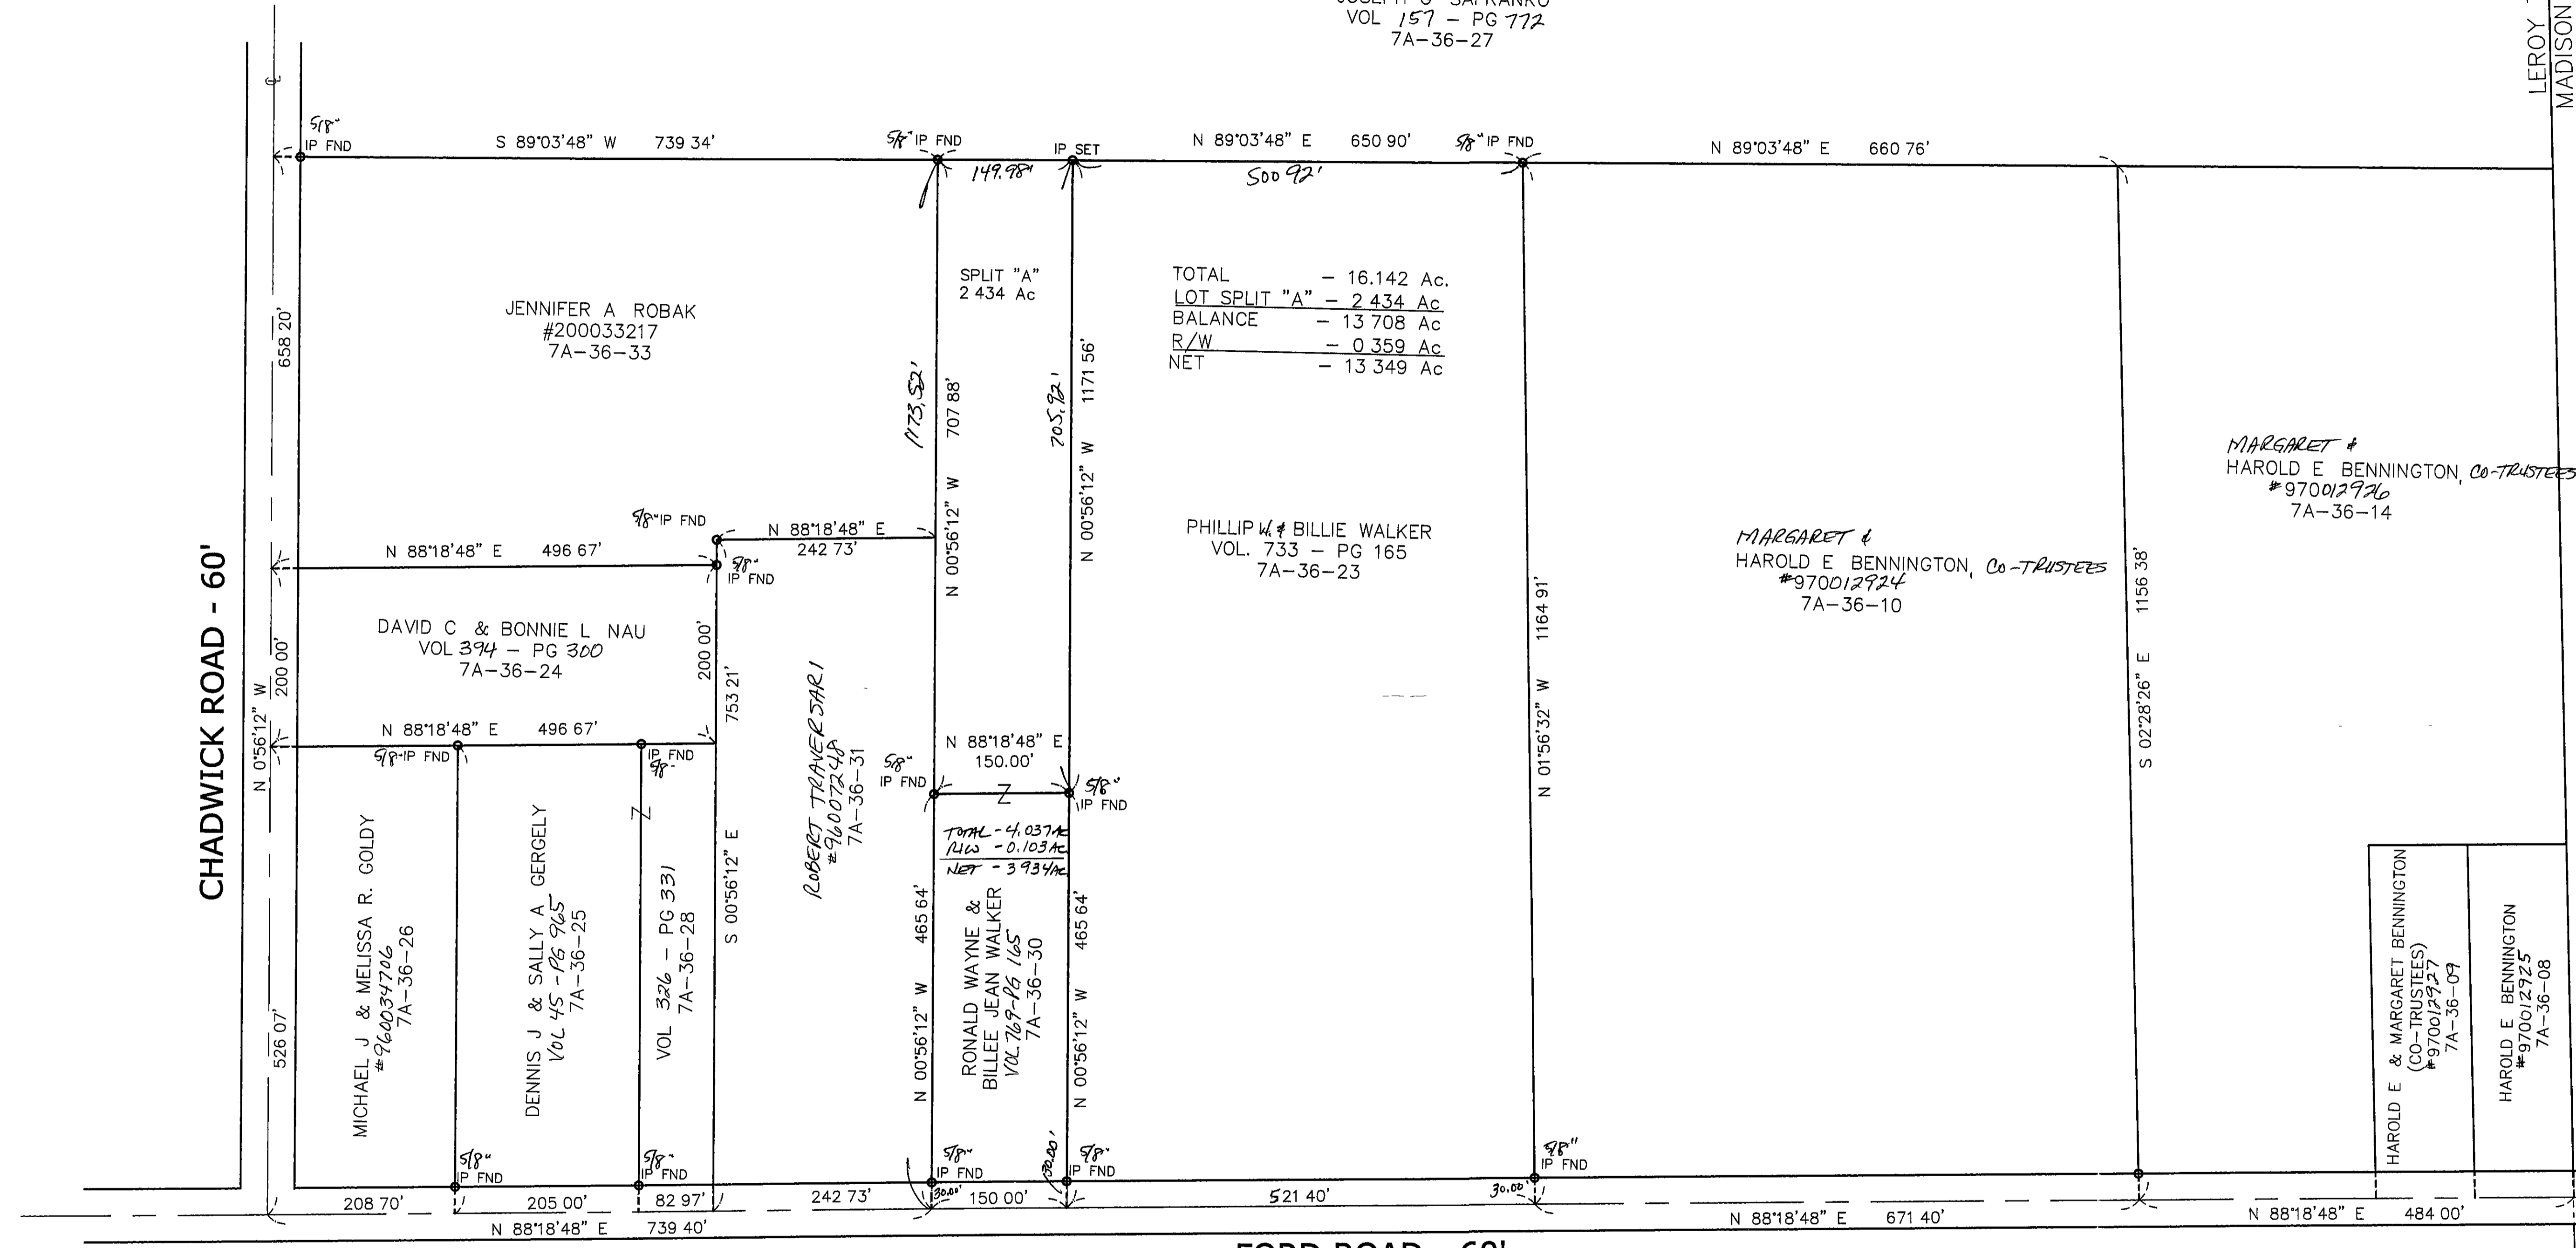 VOL 157 – PG 772
7A–36–27
LEROY
MADISON
℄
5/8"
IP FND
S 89°03'48" W 739 34'
5/8" IP FND
IP SET
N 89°03'48" E 650 90'
5/8" IP FND
N 89°03'48" E 660 76'
149.98'
500 92'
SPLIT "A"
2 434 Ac
TOTAL – 16.142 Ac.
LOT SPLIT "A" – 2 434 Ac
BALANCE – 13 708 Ac
R/W – 0 359 Ac
NET – 13 349 Ac
JENNIFER A ROBAK
#200033217
7A–36–33
658 20'
1173.52'
N 00°56'12" W 707 88'
705.92'
N 00°56'12" W 1171 56'
MARGARET &
HAROLD E BENNINGTON, CO-TRUSTEES
#970012926
7A–36–14
5/8" IP FND
N 88°18'48" E
242 73'
N 88°18'48" E 496 67'
5/8"
IP FND
PHILLIP W. & BILLIE WALKER
VOL. 733 – PG 165
7A–36–23
MARGARET &
HAROLD E BENNINGTON, CO-TRUSTEES
#970012924
7A–36–10
N 01°56'32" W 1164 91'
S 02°28'26" E 1156 38'
CHADWICK ROAD - 60'
N 0°56'12" W
200 00'
DAVID C & BONNIE L NAU
VOL 394 – PG 300
7A–36–24
200 00'
753 21'
S 00°56'12" E
ROBERT TRAVERSARI
#960072248
7A–36–31
N 88°18'48" E 496 67'
5/8" IP FND
IP FND
5/8"
N 88°18'48" E
150.00'
5/8"
IP FND
Z
5/8"
IP FND
Z
TOTAL - 4.037 AC
R/W - 0.103 AC
NET - 3 934 AC
MICHAEL J & MELISSA R. GOLDY
#960034706
7A–36–26
DENNIS J & SALLY A GERGELY
VOL 45 - PG 965
7A–36–25
VOL 326 – PG 331
7A–36–28
N 00°56'12" W 465 64'
RONALD WAYNE &
BILLEE JEAN WALKER
VOL 769-PG 165
7A–36–30
N 00°56'12" W 465 64'
HAROLD E & MARGARET BENNINGTON
(CO-TRUSTEES)
#970012927
7A–36–09
HAROLD E BENNINGTON
#970012925
7A–36–08
526 07'
5/8"
IP FND
5/8"
IP FND
5/8"
IP FND
30.00'
5/8"
IP FND
5/8"
IP FND
208 70'
205 00'
82 97'
242 73'
30.00'
150 00'
521 40'
30.00'
N 88°18'48" E 739 40'
N 88°18'48" E 671 40'
N 88°18'48" E 484 00'